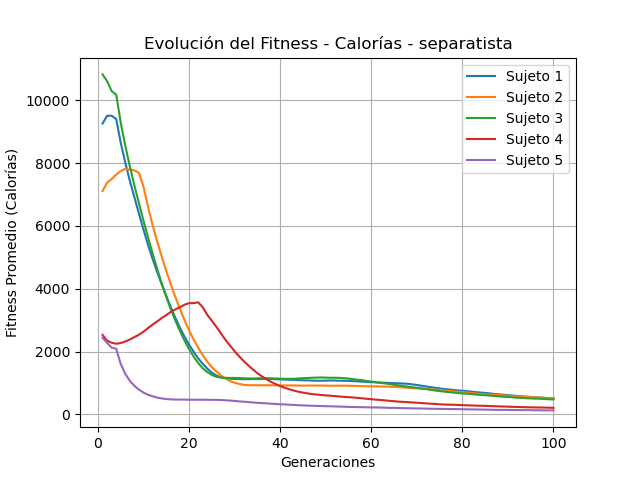 Evolución del Fitness - Calorías - separatista
Fitness Promedio (Calorías)
10000
8000
6000
4000
2000
0
0 20 40 60 80 100
Generaciones
Sujeto 1
Sujeto 2
Sujeto 3
Sujeto 4
Sujeto 5